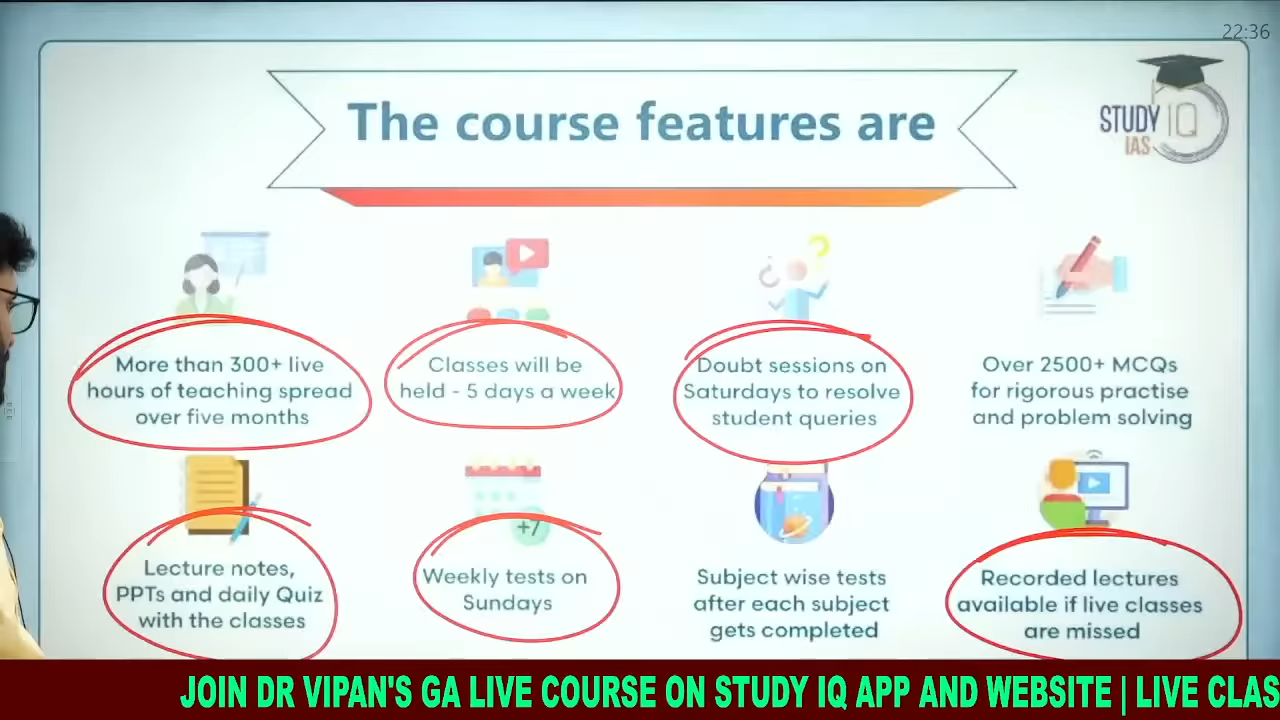 22:36
The course features are
STUDY IQ
IAS
More than 300+ live
hours of teaching spread
over five months
Classes will be
held - 5 days a week
Doubt sessions on
Saturdays to resolve
student queries
Over 2500+ MCQs
for rigorous practise
and problem solving
+7
Lecture notes,
PPTs and daily Quiz
with the classes
Weekly tests on
Sundays
Subject wise tests
after each subject
gets completed
Recorded lectures
available if live classes
are missed
JOIN DR VIPAN'S GA LIVE COURSE ON STUDY IQ APP AND WEBSITE | LIVE CLAS